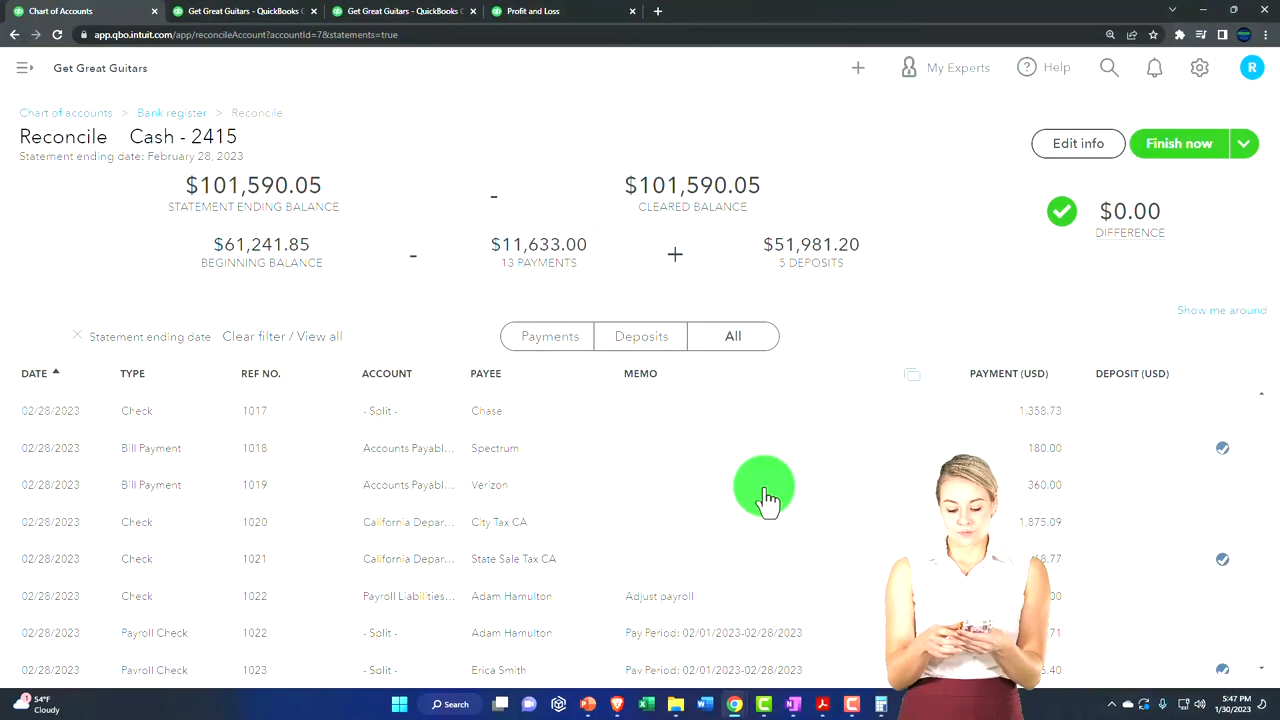 Chart of Accounts
Get Great Guitars - QuickBooks
Get Great Guitars - QuickBooks
Profit and Loss
app.qbo.intuit.com/app/reconcileAccount?accountId=7&statements=true
Get Great Guitars
My Experts
Help
R
Chart of accounts > Bank register > Reconcile
Reconcile Cash - 2415
Statement ending date: February 28, 2023
Edit info
Finish now
$101,590.05 - $101,590.05
STATEMENT ENDING BALANCE CLEARED BALANCE
$0.00
DIFFERENCE
$61,241.85 - $11,633.00 + $51,981.20
BEGINNING BALANCE 13 PAYMENTS 5 DEPOSITS
Show me around
Statement ending date Clear filter / View all
Payments Deposits All
DATE TYPE REF NO. ACCOUNT PAYEE MEMO PAYMENT (USD) DEPOSIT (USD)
02/28/2023 Check 1017 - Split - Chase 1,358.73
02/28/2023 Bill Payment 1018 Accounts Payabl... Spectrum 180.00
02/28/2023 Bill Payment 1019 Accounts Payabl... Verizon 360.00
02/28/2023 Check 1020 California Depar... City Tax CA 1,875.09
02/28/2023 Check 1021 California Depar... State Sale Tax CA
02/28/2023 Check 1022 Payroll Liabilities... Adam Hamilton Adjust payroll
02/28/2023 Payroll Check 1022 - Split - Adam Hamilton Pay Period: 02/01/2023-02/28/2023
02/28/2023 Payroll Check 1023 - Split - Erica Smith Pay Period: 02/01/2023-02/28/2023
1
54°F
Cloudy
Search
5:47 PM
1/30/2023